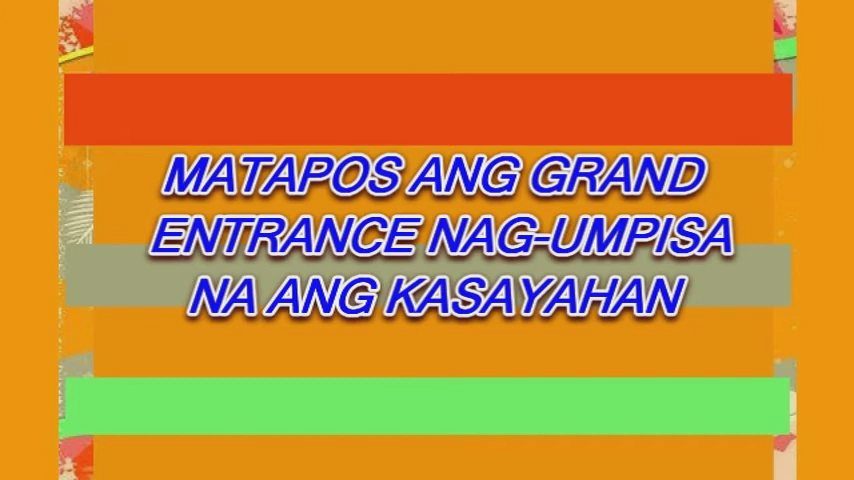 MATAPOS ANG GRAND
ENTRANCE NAG-UMPISA
NA ANG KASAYAHAN